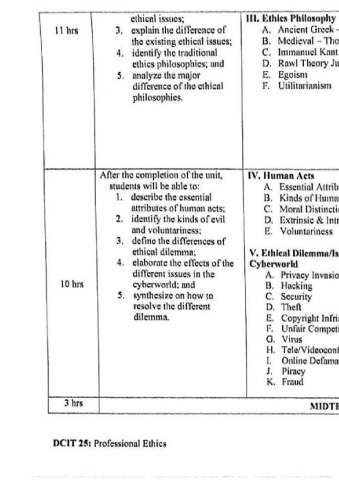 ethical issues;
11 hrs
3. explain the difference of
the existing ethical issues;
4. identify the traditional
ethics philosophies; and
5. analyze the major
difference of the ethical
philosophies.
III. Ethics Philosophy
A. Ancient Greek -
B. Medieval – Tho
C. Immanuel Kant
D. Rawl Theory Ju
E. Egoism
F. Utilitarianism
10 hrs
After the completion of the unit,
students will be able to:
1. describe the essential
attributes of human acts;
2. identify the kinds of evil
and voluntariness;
3. define the differences of
ethical dilemma;
4. elaborate the effects of the
different issues in the
cyberworld; and
5. synthesize on how to
resolve the different
dilemma.
IV. Human Acts
A. Essential Attrib
B. Kinds of Huma
C. Moral Distincti
D. Extrinsic & Intr
E. Voluntariness
V. Ethical Dilemma/Is
Cyberworld
A. Privacy Invasio
B. Hacking
C. Security
D. Theft
E. Copyright Infri
F. Unfair Competi
G. Virus
H. Tele/Videoconf
I. Online Defama
J. Piracy
K. Fraud
3 hrs
MIDTE
DCIT 25: Professional Ethics